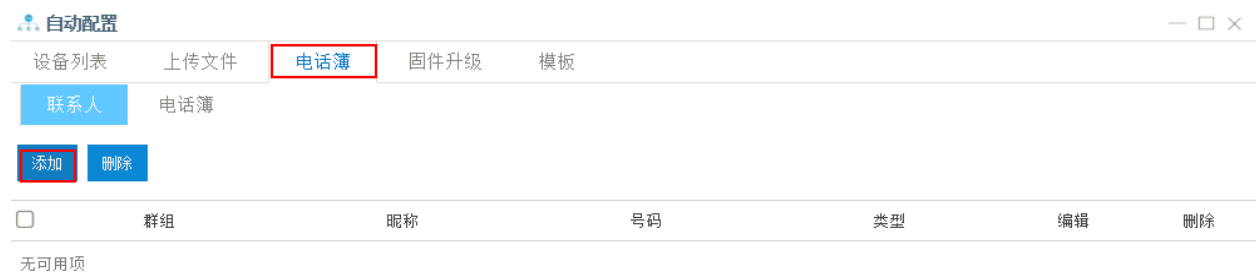 自动配置
设备列表 上传文件 电话簿 固件升级 模板
联系人 电话簿
添加 删除
群组 昵称 号码 类型 编辑 删除
无可用项